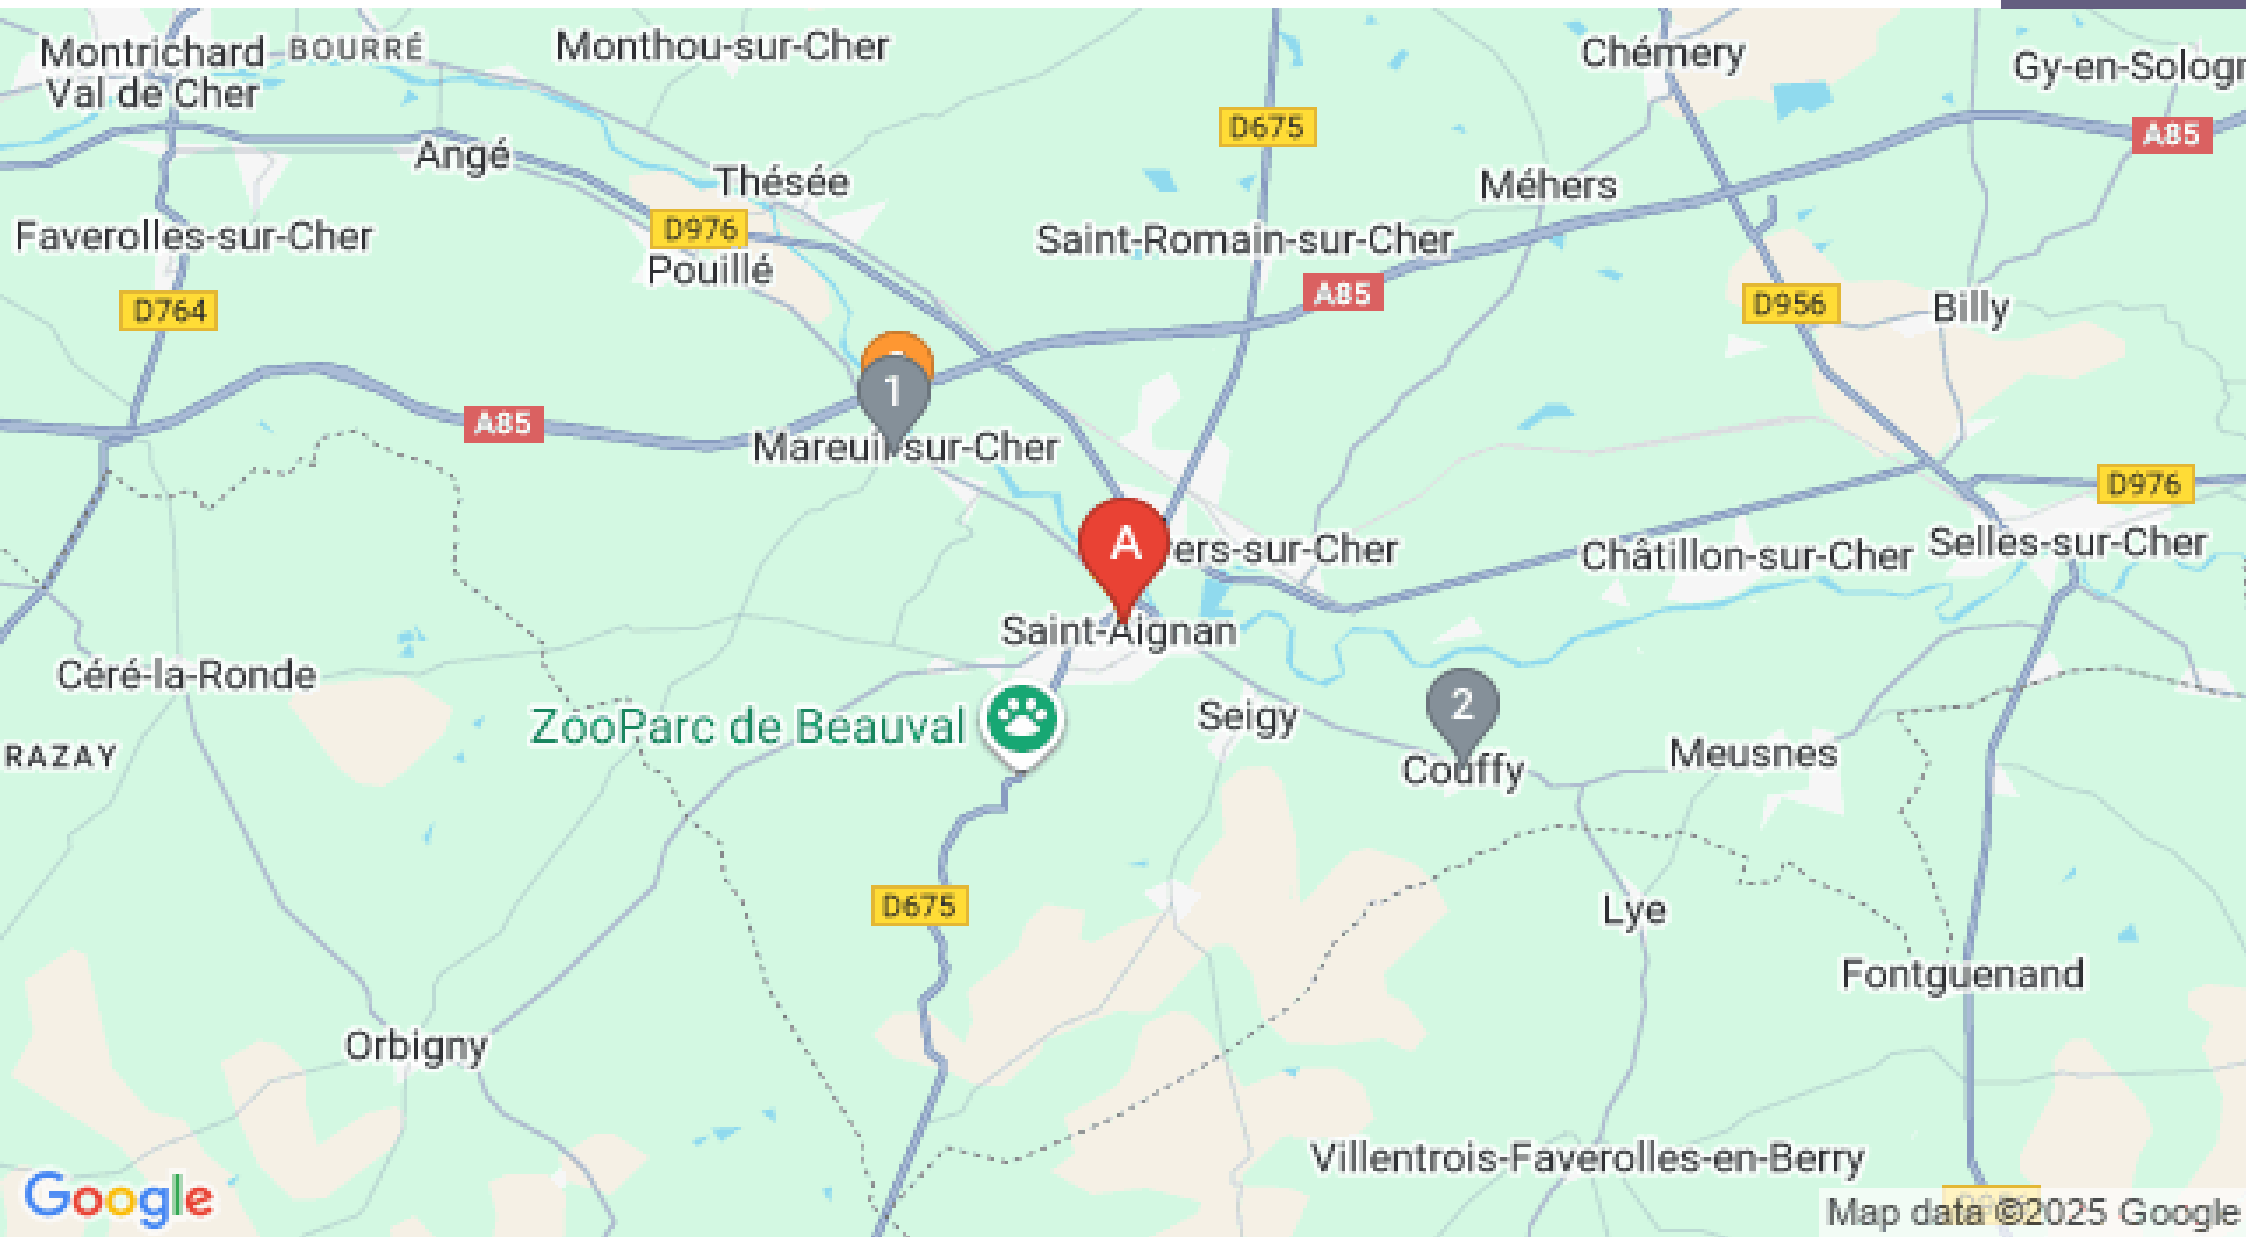 Montrichard
Val de Cher
BOURRÉ
Monthou-sur-Cher
Chémery
Gy-en-Sologn
D675
A85
Angé
Thésée
Méhers
D976
Faverolles-sur-Cher
Pouillé
Saint-Romain-sur-Cher
A85
D764
D956
Billy
1
A85
Mareuil-sur-Cher
D976
A
ers-sur-Cher
Châtillon-sur-Cher
Selles-sur-Cher
Saint-Aignan
Céré-la-Ronde
ZooParc de Beauval
Seigy
2
RAZAY
Couffy
Meusnes
D675
Lye
Fontguenand
Orbigny
Villentrois-Faverolles-en-Berry
Google
Map data ©2025 Google